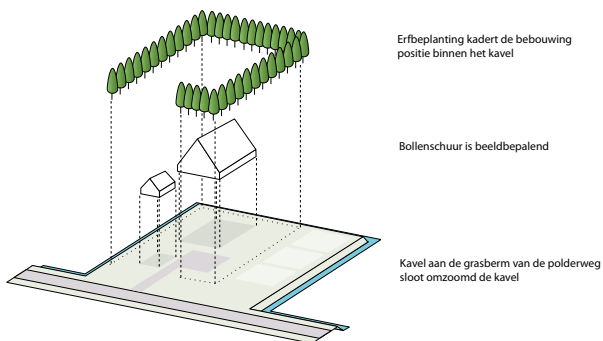 Erfbeplanting kadert de bebouwing
positie binnen het kavel
Bollenschuur is beeldbepalend
Kavel aan de grasberm van de polderweg
sloot omzoomd de kavel